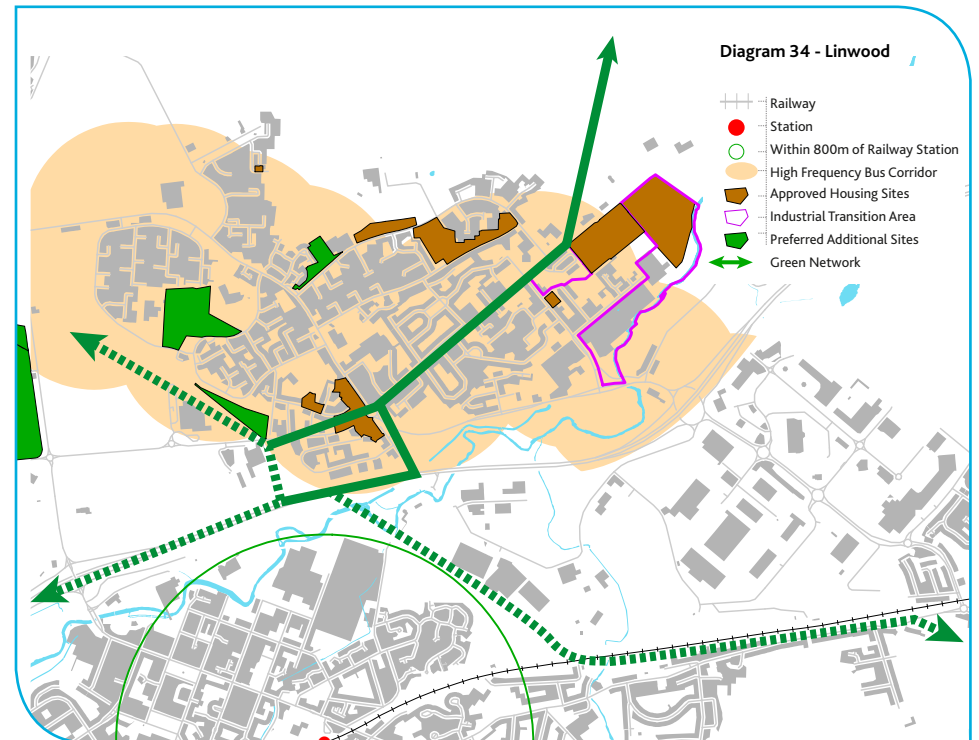 Diagram 34 - Linwood
Railway
Station
Within 800m of Railway Station
High Frequency Bus Corridor
Approved Housing Sites
Industrial Transition Area
Preferred Additional Sites
Green Network